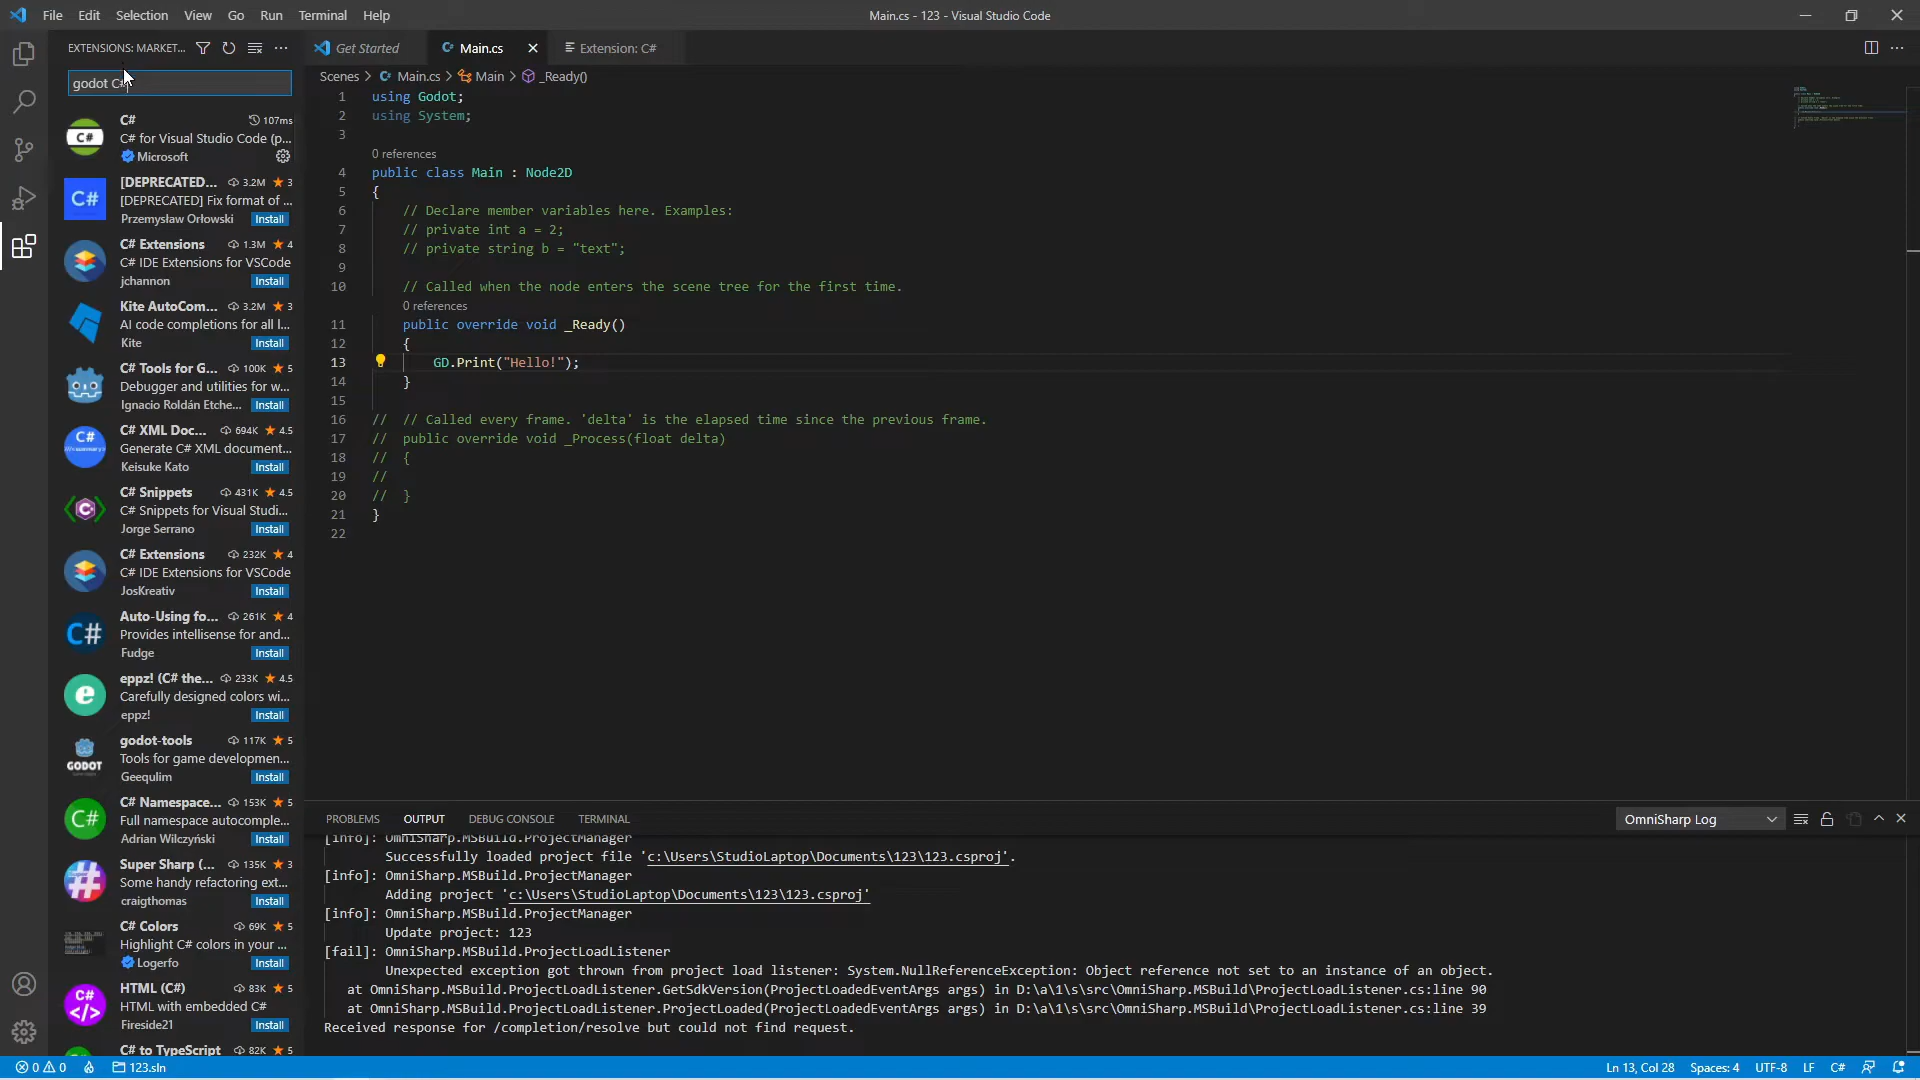 File Edit Selection View Go Run Terminal Help
Main.cs - 123 - Visual Studio Code
EXTENSIONS: MARKET...
godot C#
C# 107ms
C# for Visual Studio Code (p...
Microsoft
[DEPRECATED... 3.2M 3
[DEPRECATED] Fix format of ...
Przemysław Orłowski Install
C# Extensions 1.3M 4
C# IDE Extensions for VSCode
jchannon Install
Kite AutoCom... 3.2M 3
AI code completions for all l...
Kite Install
C# Tools for G... 100K 5
Debugger and utilities for w...
Ignacio Roldán Etche... Install
C# XML Doc... 694K 4.5
Generate C# XML document...
Keisuke Kato Install
C# Snippets 431K 4.5
C# Snippets for Visual Studi...
Jorge Serrano Install
C# Extensions 232K 4
C# IDE Extensions for VSCode
JosKreativ Install
Auto-Using fo... 261K 4
Provides intellisense for and...
Fudge Install
eppz! (C# the... 233K 4.5
Carefully designed colors wi...
eppz! Install
godot-tools 117K 5
Tools for game developmen...
Geequlim Install
C# Namespace... 153K 5
Full namespace autocomple...
Adrian Wilczyński Install
Super Sharp (... 135K 3
Some handy refactoring ext...
craigthomas Install
C# Colors 69K 5
Highlight C# colors in your ...
Logerfo Install
HTML (C#) 83K 5
HTML with embedded C#
Fireside21 Install
C# to TypeScript 82K 5
Get Started Main.cs Extension: C#
Scenes > Main.cs > Main > _Ready()
1 using Godot;
2 using System;
3
0 references
4 public class Main : Node2D
5 {
6 // Declare member variables here. Examples:
7 // private int a = 2;
8 // private string b = "text";
9
10 // Called when the node enters the scene tree for the first time.
0 references
11 public override void _Ready()
12 {
13 GD.Print("Hello!");
14 }
15
16 // // Called every frame. 'delta' is the elapsed time since the previous frame.
17 // public override void _Process(float delta)
18 // {
19 //
20 // }
21 }
22
PROBLEMS OUTPUT DEBUG CONSOLE TERMINAL
OmniSharp Log
[info]: OmniSharp.MSBuild.ProjectManager
Successfully loaded project file 'c:\Users\StudioLaptop\Documents\123\123.csproj'.
[info]: OmniSharp.MSBuild.ProjectManager
Adding project 'c:\Users\StudioLaptop\Documents\123\123.csproj'
[info]: OmniSharp.MSBuild.ProjectManager
Update project: 123
[fail]: OmniSharp.MSBuild.ProjectLoadListener
Unexpected exception got thrown from project load listener: System.NullReferenceException: Object reference not set to an instance of an object.
at OmniSharp.MSBuild.ProjectLoadListener.GetSdkVersion(ProjectLoadedEventArgs args) in D:\a\1\s\src\OmniSharp.MSBuild\ProjectLoadListener.cs:line 90
at OmniSharp.MSBuild.ProjectLoadListener.ProjectLoaded(ProjectLoadedEventArgs args) in D:\a\1\s\src\OmniSharp.MSBuild\ProjectLoadListener.cs:line 39
Received response for /completion/resolve but could not find request.
0 0 123.sln
Ln 13, Col 28 Spaces: 4 UTF-8 LF C#